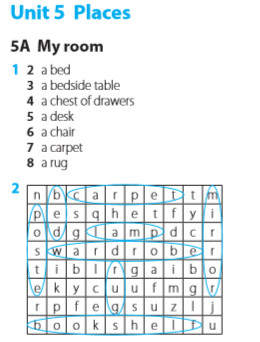 Unit 5 Places
5A My room
1 2 a bed
3 a bedside table
4 a chest of drawers
5 a desk
6 a chair
7 a carpet
8 a rug
2
n b c a r p e t t m
p e s q h e t f y i
o d g l a m p d c r
s w a r d r o b e r
t i b l r g a i b o
e k y c u u f m g r
r p f e g s u z l j
b o o k s h e l f u